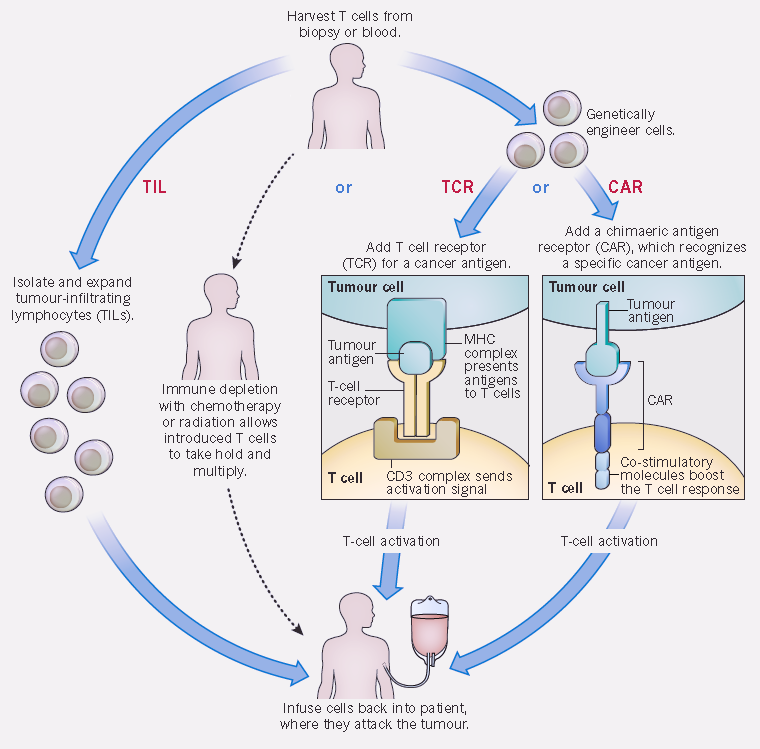 Harvest T cells from
biopsy or blood.
Genetically
engineer cells.
TIL
or
TCR
or
CAR
Isolate and expand
tumour-infiltrating
lymphocytes (TILs).
Immune depletion
with chemotherapy
or radiation allows
introduced T cells
to take hold and
multiply.
Add T cell receptor
(TCR) for a cancer antigen.
Tumour cell
Tumour
antigen
T-cell
receptor
MHC
complex
presents
antigens
to T cells
T cell
CD3 complex sends
activation signal
Add a chimaeric antigen
receptor (CAR), which recognizes
a specific cancer antigen.
Tumour cell
Tumour
antigen
CAR
Co-stimulatory
molecules boost
the T cell response
T cell
T-cell activation
T-cell activation
Infuse cells back into patient,
where they attack the tumour.